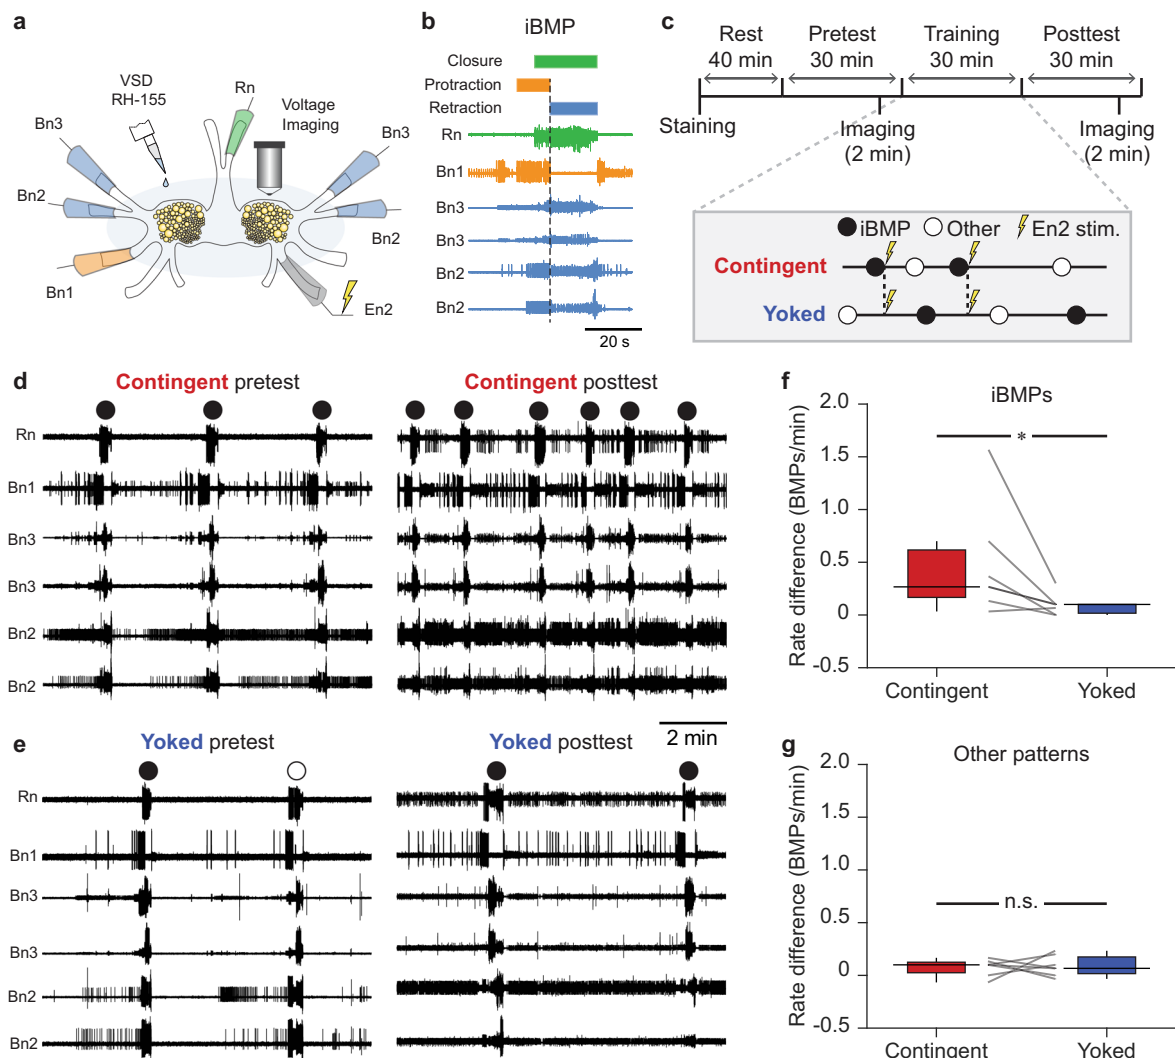 a
VSD
RH-155
Rn
Voltage
Imaging
Bn3
Bn3
Bn2
Bn2
Bn1
En2
b
iBMP
Closure
Protraction
Retraction
Rn
Bn1
Bn3
Bn3
Bn2
Bn2
20 s
c
Rest
40 min
Pretest
30 min
Training
30 min
Posttest
30 min
Staining
Imaging
(2 min)
Imaging
(2 min)
iBMP
Other
En2 stim.
Contingent
Yoked
d
Contingent pretest
Contingent posttest
Rn
Bn1
Bn3
Bn3
Bn2
Bn2
2 min
e
Yoked pretest
Yoked posttest
Rn
Bn1
Bn3
Bn3
Bn2
Bn2
f
iBMPs
Rate difference (BMPs/min)
2.0
1.5
1.0
0.5
0
-0.5
*
Contingent
Yoked
g
Other patterns
Rate difference (BMPs/min)
2.0
1.5
1.0
0.5
0
-0.5
n.s.
Contingent
Yoked